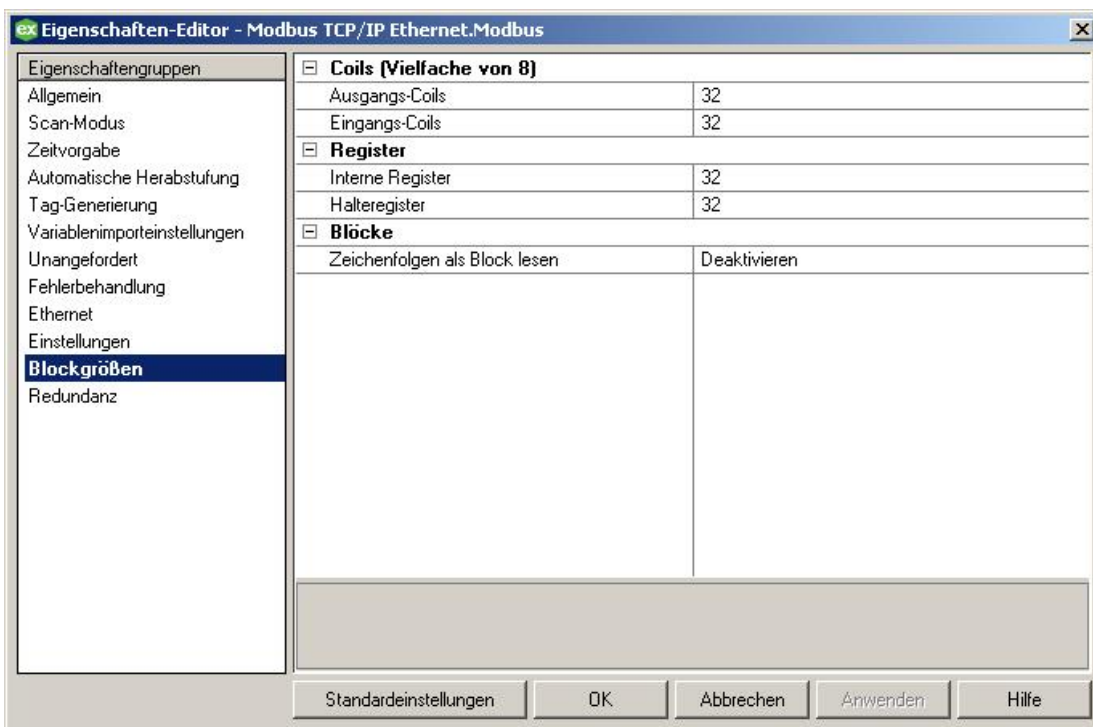 ex Eigenschaften-Editor - Modbus TCP/IP Ethernet.Modbus
Eigenschaftengruppen
Allgemein
Scan-Modus
Zeitvorgabe
Automatische Herabstufung
Tag-Generierung
Variablenimporteinstellungen
Unangefordert
Fehlerbehandlung
Ethernet
Einstellungen
Blockgrößen
Redundanz
Coils (Vielfache von 8)
Ausgangs-Coils 32
Eingangs-Coils 32
Register
Interne Register 32
Halteregister 32
Blöcke
Zeichenfolgen als Block lesen Deaktivieren
Standardeinstellungen OK Abbrechen Anwenden Hilfe